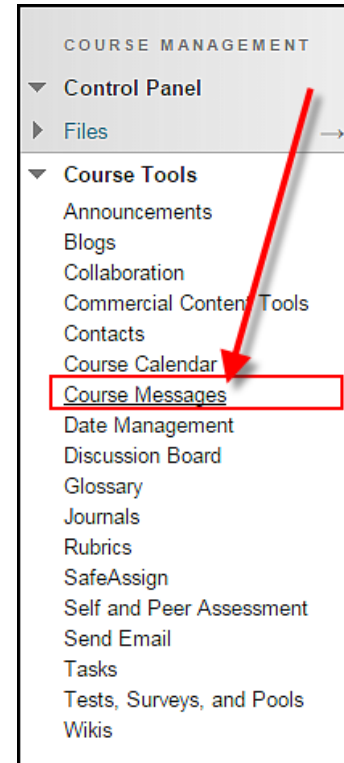 COURSE MANAGEMENT
Control Panel
Files
Course Tools
Announcements
Blogs
Collaboration
Commercial Content Tools
Contacts
Course Calendar
Course Messages
Date Management
Discussion Board
Glossary
Journals
Rubrics
SafeAssign
Self and Peer Assessment
Send Email
Tasks
Tests, Surveys, and Pools
Wikis